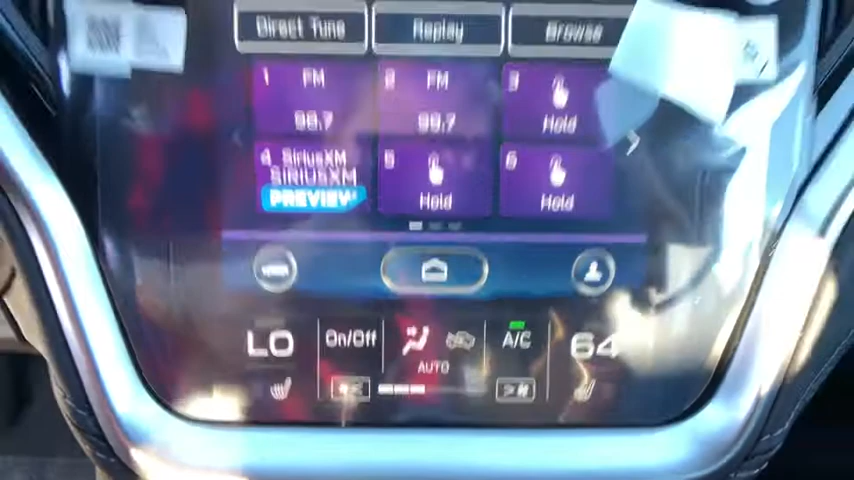 Direct Tune
Replay
Browse
1 FM
2 FM
3
98.7
99.7
Hold
4 SiriusXM
5
6
SIRIUSXM
PREVIEW
Hold
Hold
LO
On/Off
A/C
64
AUTO